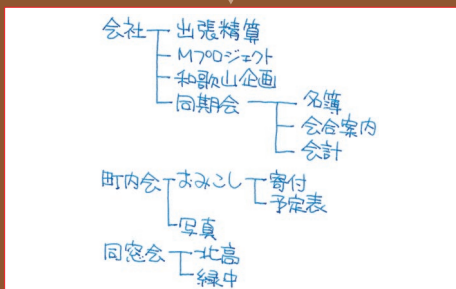 会社 出張精算
Mプロジェクト
和歌山企画
同期会 名簿
会合案内
会計
町内会 おみこし 寄付
予定表
写真
同窓会 北高
緑中